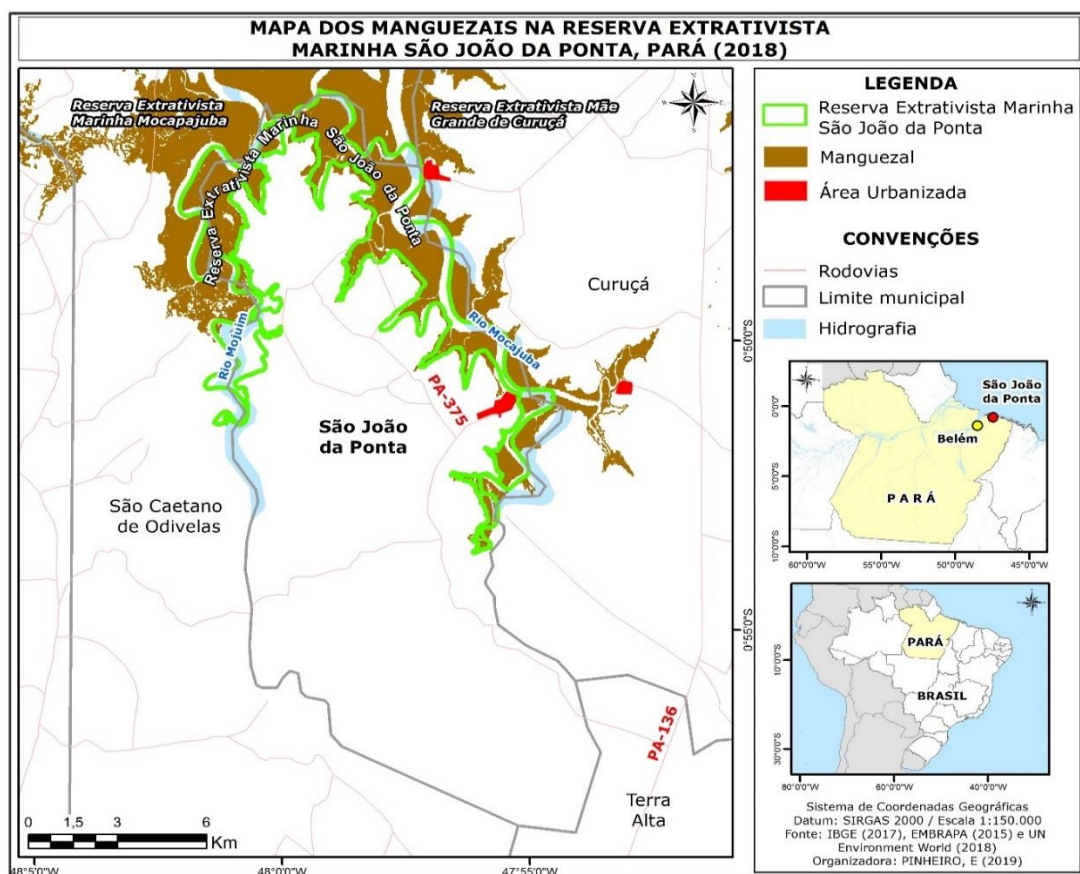 MAPA DOS MANGUEZAIS NA RESERVA EXTRATIVISTA
MARINHA SÃO JOÃO DA PONTA, PARÁ (2018)
Reserva Extrativista
Marinha Mocapajuba
Reserva Extrativista Mãe
Grande de Curuçá
Reserva Extrativista Marinha São João da Ponta
Curuçá
Rio Mojuim
Rio Mocajuba
PA-375
São João
da Ponta
São Caetano
de Odivelas
PA-136
Terra
Alta
0 1,5 3 6
Km
48°5'0"W 48°0'0"W 47°55'0"W
0°50'0"S
0°55'0"S
N
S
LEGENDA
Reserva Extrativista Marinha
São João da Ponta
Manguezal
Área Urbanizada
CONVENÇÕES
Rodovias
Limite municipal
Hidrografia
São João
da Ponta
Belém
PARÁ
0°0'0"
5°0'0"S
10°0'0"S
60°0'0"W 55°0'0"W 50°0'0"W 45°0'0"W
PARÁ
BRASIL
10°0'0"S
30°0'0"S
80°0'0"W 60°0'0"W 40°0'0"W
Sistema de Coordenadas Geográficas
Datum: SIRGAS 2000 / Escala 1:150.000
Fonte: IBGE (2017), EMBRAPA (2015) e UN
Environment World (2018)
Organizadora: PINHEIRO, E (2019)